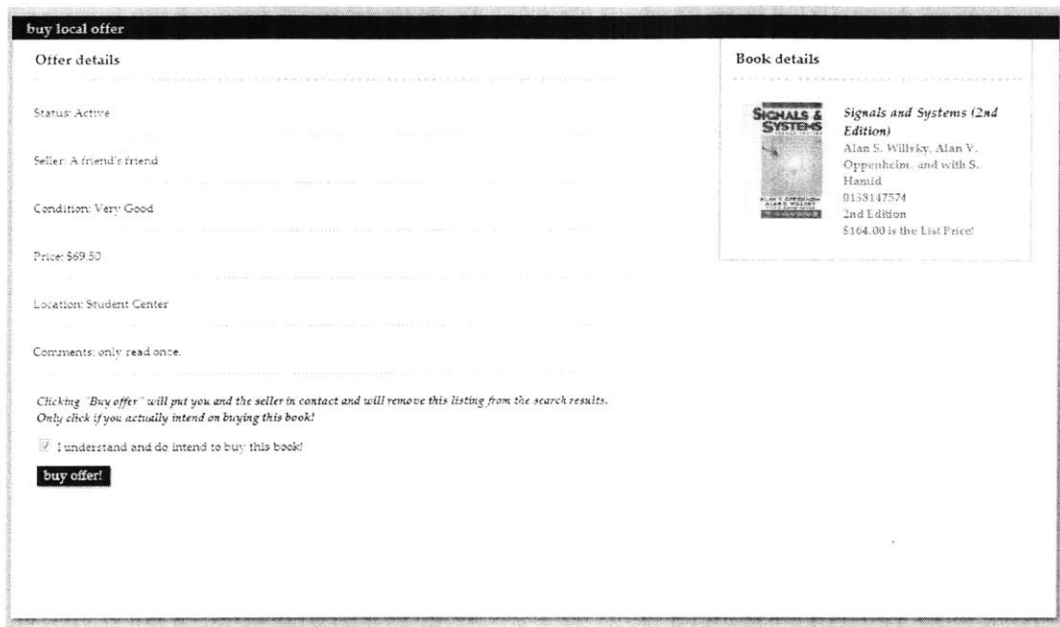 buy local offer
Offer details
Status: Active
Seller: A friend's friend
Condition: Very Good
Price: $69.50
Location: Student Center
Comments: only read once.
Clicking "Buy offer" will put you and the seller in contact and will remove this listing from the search results.
Only click if you actually intend on buying this book!
I understand and do intend to buy this book!
buy offer!
Book details
SIGNALS &
SYSTEMS
ALAN V. OPPENHEIM
ALAN S. WILLSKY
Signals and Systems (2nd
Edition)
Alan S. Willsky, Alan V.
Oppenheim, and with S.
Hamid
0138147574
2nd Edition
$164.00 is the List Price!